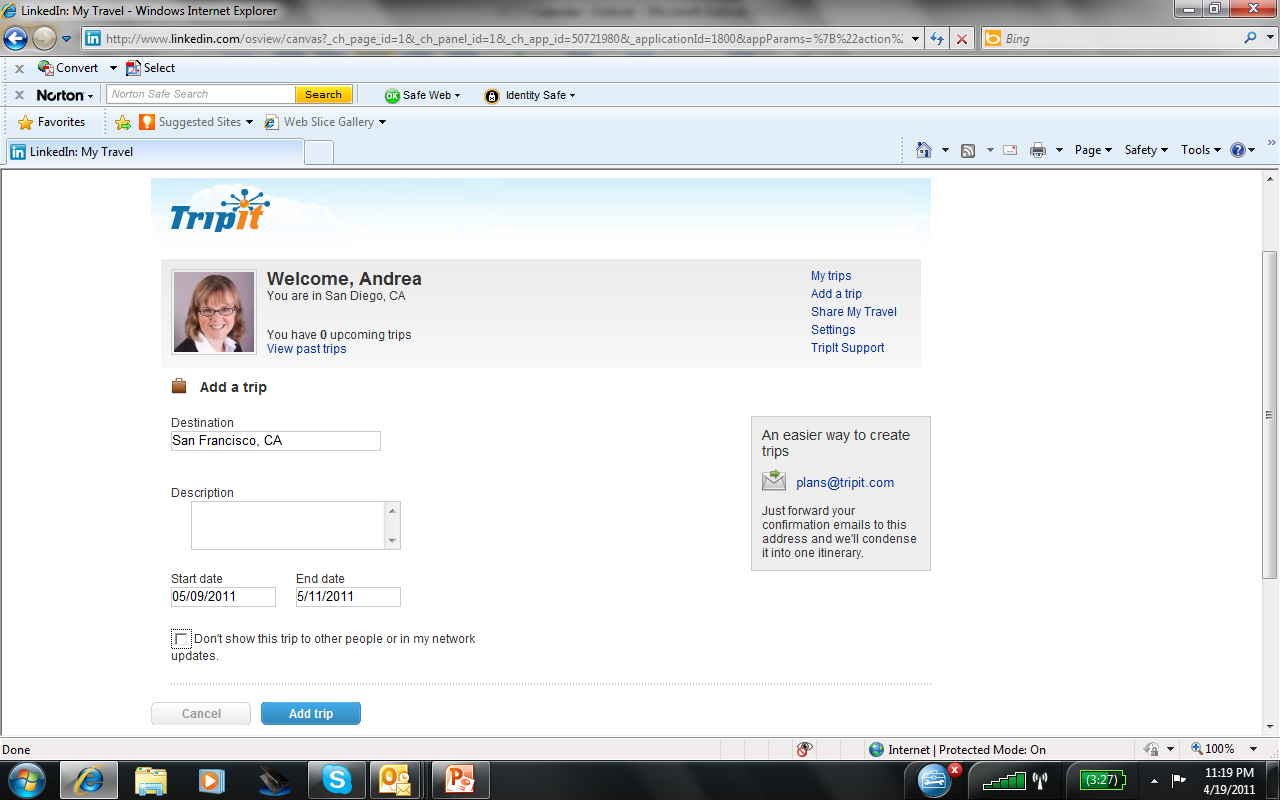 LinkedIn: My Travel - Windows Internet Explorer
http://www.linkedin.com/osview/canvas?_ch_page_id=1&_ch_panel_id=1&_ch_app_id=50721980&_applicationId=1800&appParams=%7B%22action%2
Bing
x Convert Select
x Norton Norton Safe Search Search OK Safe Web Identity Safe
Favorites Suggested Sites Web Slice Gallery
LinkedIn: My Travel
Page Safety Tools
TripIt
Welcome, Andrea
You are in San Diego, CA
You have 0 upcoming trips
View past trips
My trips
Add a trip
Share My Travel
Settings
TripIt Support
Add a trip
Destination
San Francisco, CA
Description
Start date End date
05/09/2011 5/11/2011
Don't show this trip to other people or in my network
updates.
Cancel Add trip
An easier way to create
trips
plans@tripit.com
Just forward your
confirmation emails to this
address and we'll condense
it into one itinerary.
Done
Internet | Protected Mode: On
100%
(3:27)
11:19 PM
4/19/2011